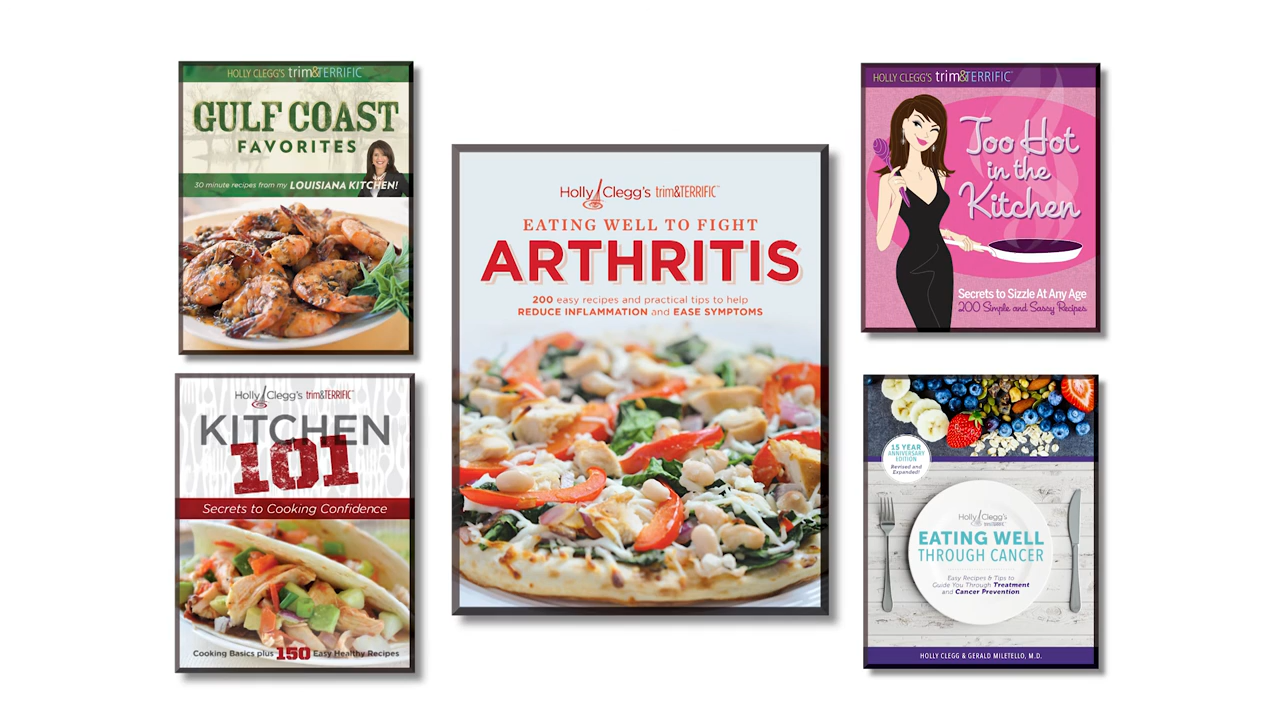 HOLLY CLEGG'S trim&TERRIFIC™
GULF COAST
FAVORITES
30 minute recipes from my LOUISIANA KITCHEN!
Holly Clegg's trim&TERRIFIC™
KITCHEN
101
Secrets to Cooking Confidence
Cooking Basics plus 150 Easy Healthy Recipes
Holly Clegg's trim&TERRIFIC™
EATING WELL TO FIGHT
ARTHRITIS
200 easy recipes and practical tips to help
REDUCE INFLAMMATION and EASE SYMPTOMS
HOLLY CLEGG'S trim&TERRIFIC™
Too Hot
in the
Kitchen
Secrets to Sizzle At Any Age
200 Simple and Sassy Recipes
15 YEAR
ANNIVERSARY
EDITION
Revised and
Expanded!
Holly Clegg's
trim&TERRIFIC
EATING WELL
THROUGH CANCER
Easy Recipes & Tips to
Guide You Through Treatment
and Cancer Prevention
HOLLY CLEGG & GERALD MILETELLO, M.D.